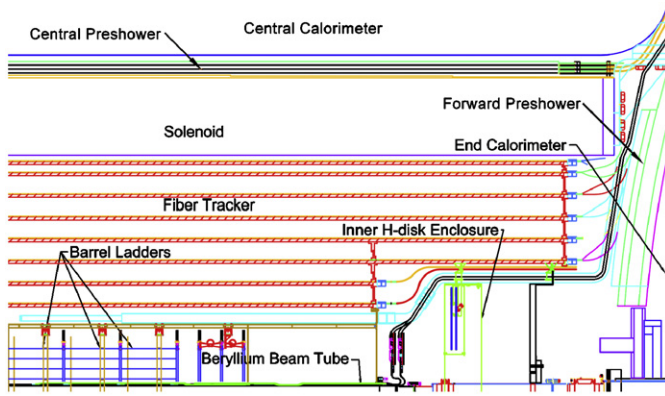 Central Preshower
Central Calorimeter
Forward Preshower
Solenoid
End Calorimeter
Fiber Tracker
Inner H-disk Enclosure
Barrel Ladders
Beryllium Beam Tube